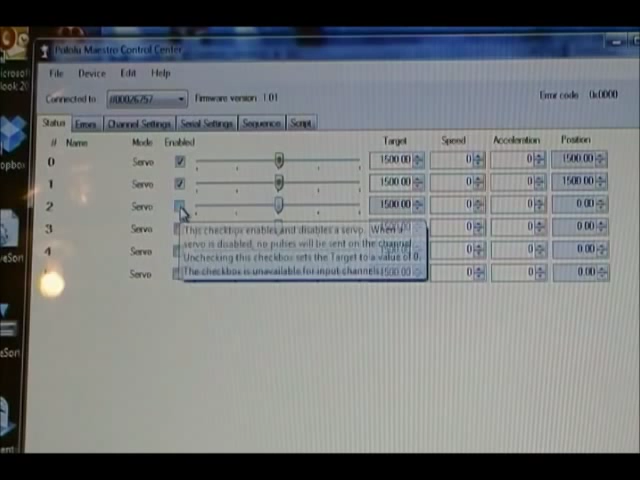 Pololu Maestro Control Center
File Device Edit Help
Connected to: #00026757 Firmware version: 1.01 Error code: 0x0000
Status Errors Channel Settings Serial Settings Sequence Script
# Name Mode Enabled Target Speed Acceleration Position
0 Servo 1500.00 0 0 1500.00
1 Servo 1500.00 0 0 1500.00
2 Servo 1500.00 0 0 0.00
3 Servo 0 0 0.00
4 Servo 0 0 0.00
Servo 1500.00 0 0 0.00
This checkbox enables and disables a servo. When a
servo is disabled, no pulses will be sent on the channel.
Unchecking this checkbox sets the Target to a value of 0.
The checkbox is unavailable for input channels.